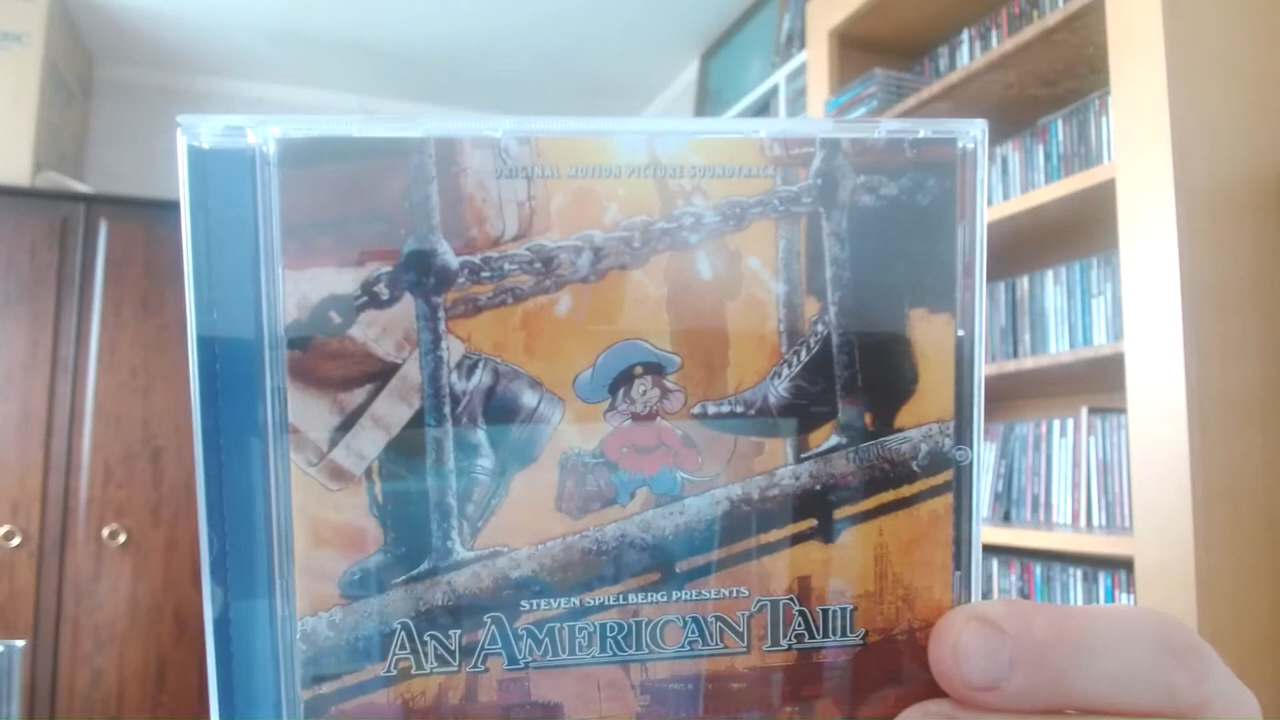 ORIGINAL MOTION PICTURE SOUNDTRACK
STEVEN SPIELBERG PRESENTS
AN AMERICAN TAIL